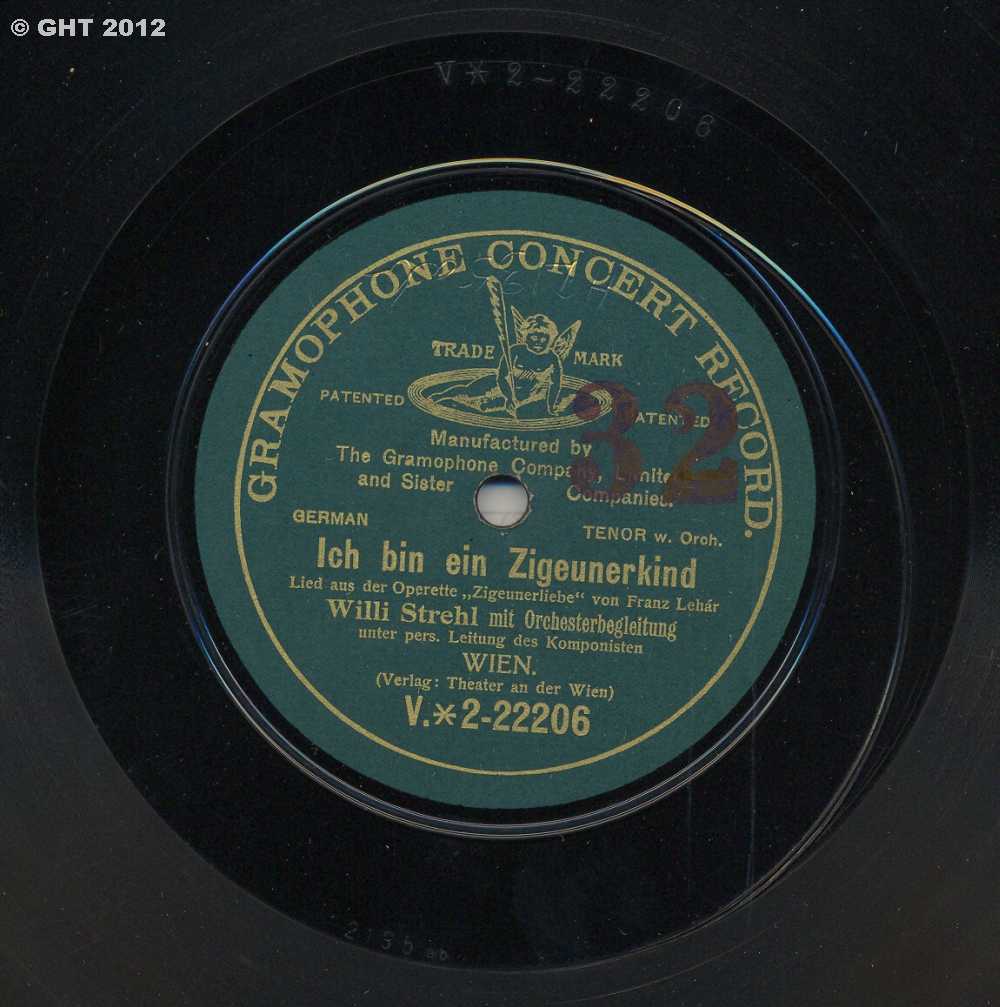 © GHT 2012
V*2-22206
GRAMOPHONE CONCERT RECORD.
TRADE MARK
PATENTED PATENTED
32
Manufactured by
The Gramophone Company, Limited
and Sister Companies.
GERMAN TENOR w. Orch.
Ich bin ein Zigeunerkind
Lied aus der Operette „Zigeunerliebe“ von Franz Lehár
Willi Strehl mit Orchesterbegleitung
unter pers. Leitung des Komponisten
WIEN.
(Verlag: Theater an der Wien)
V.*2-22206